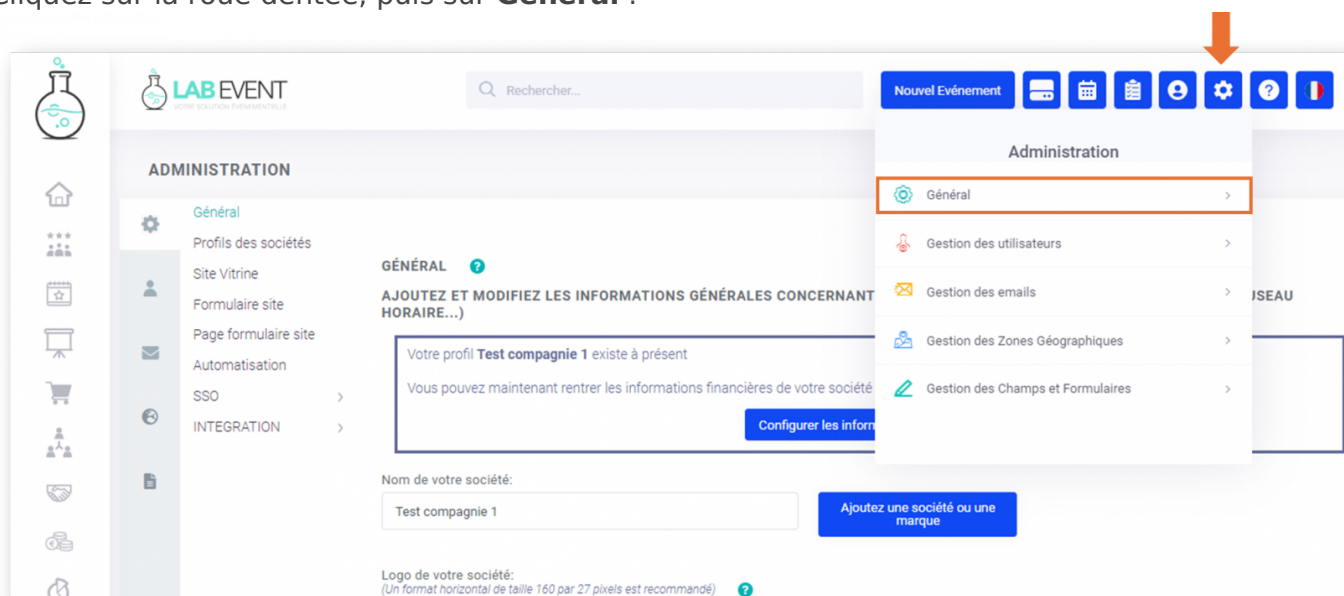 cliquez sur la roue dentée, puis sur Général :
LAB EVENT
VOTRE SOLUTION ÉVÉNEMENTIELLE
Rechercher...
Nouvel Evénement
Administration
ADMINISTRATION
Général
Gestion des utilisateurs
Gestion des emails
Gestion des Zones Géographiques
Gestion des Champs et Formulaires
Général
Profils des sociétés
Site Vitrine
Formulaire site
Page formulaire site
Automatisation
SSO
INTEGRATION
GÉNÉRAL
AJOUTEZ ET MODIFIEZ LES INFORMATIONS GÉNÉRALES CONCERNANT
HORAIRE...)
Votre profil Test compagnie 1 existe à présent
Vous pouvez maintenant rentrer les informations financières de votre société
Configurer les inform
Nom de votre société:
Test compagnie 1
Ajoutez une société ou une
marque
Logo de votre société:
(Un format horizontal de taille 160 par 27 pixels est recommandé)